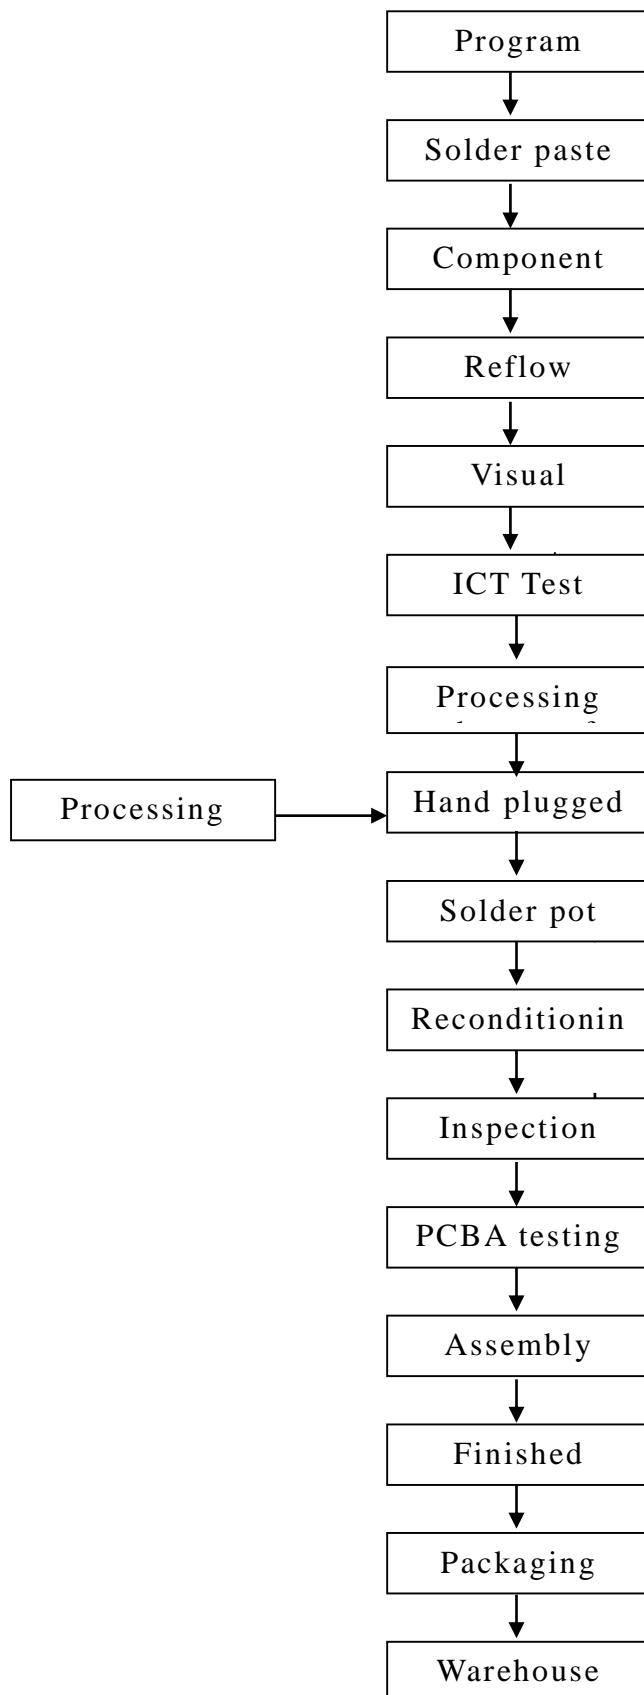 Program
Solder paste
Component
Reflow
Visual
ICT Test
Processing
Processing
Hand plugged
Solder pot
Reconditionin
Inspection
PCBA testing
Assembly
Finished
Packaging
Warehouse